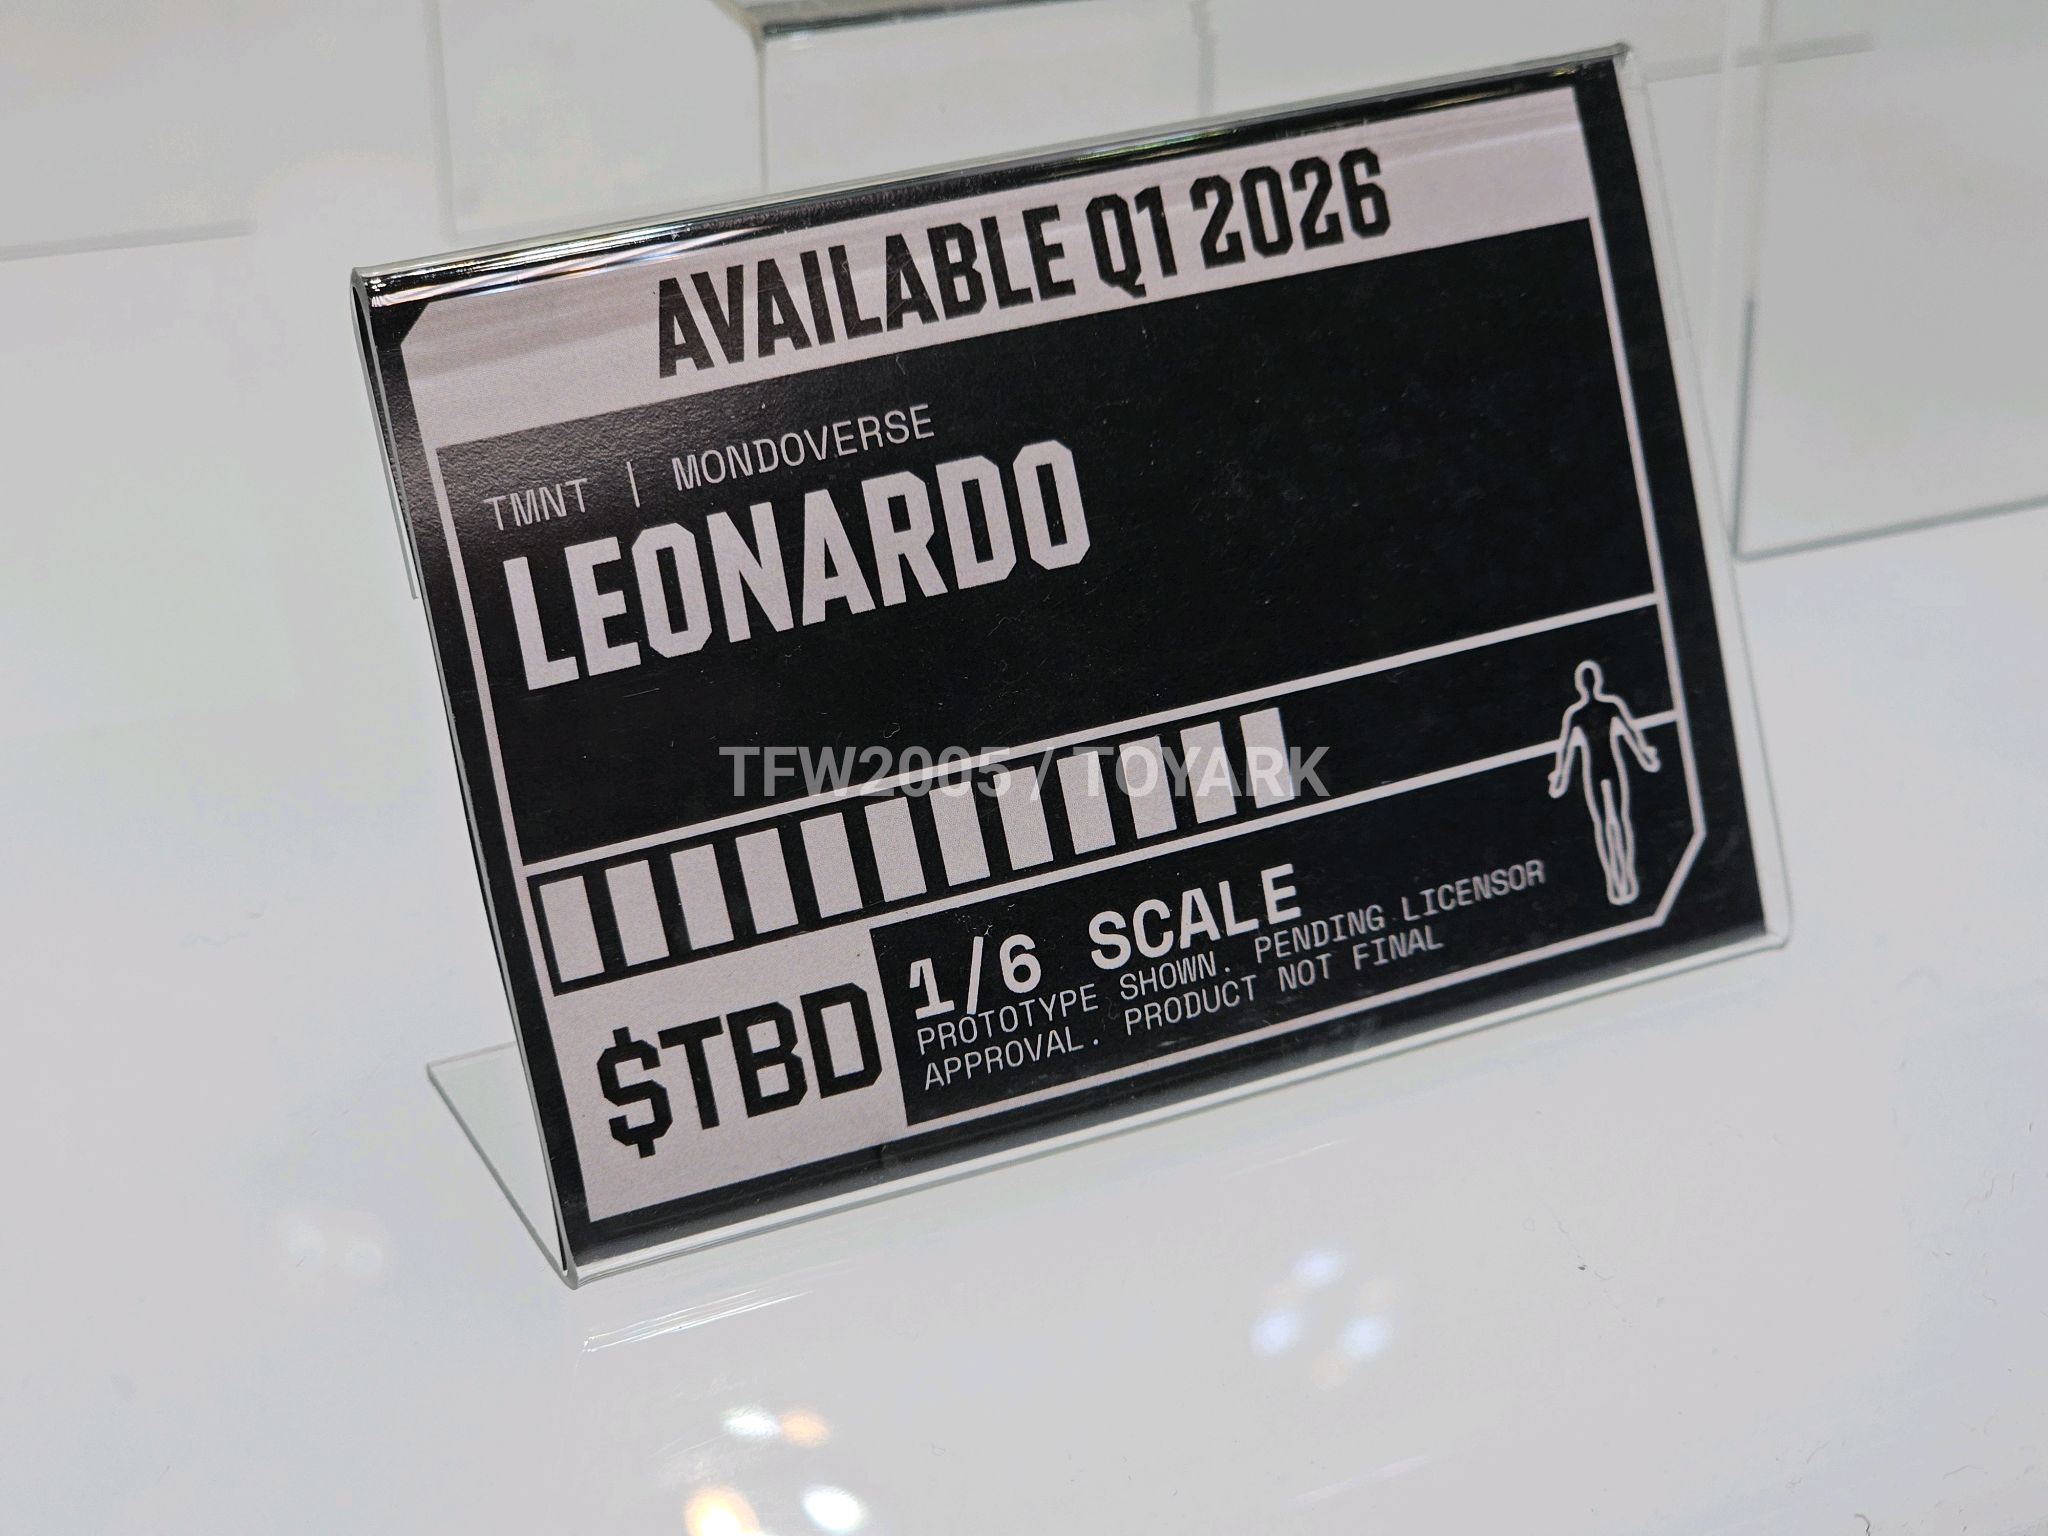 AVAILABLE Q1 2026
TMNT | MONDOVERSE
LEONARDO
TFW2005 / TOYARK
1/6 SCALE
PROTOTYPE SHOWN. PENDING LICENSOR
APPROVAL. PRODUCT NOT FINAL
$TBD